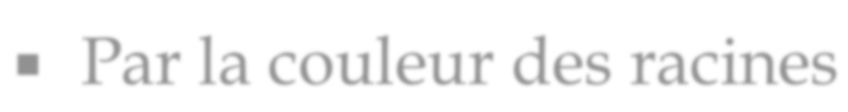 ▪ Par la couleur des racines